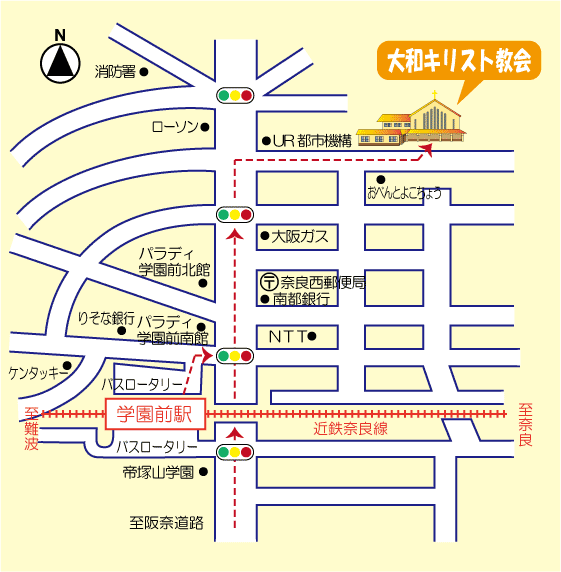 N
消防署
大和キリスト教会
ローソン
UR都市機構
おべんとよこちょう
大阪ガス
パラディ
学園前北館
〒奈良西郵便局
南都銀行
りそな銀行
パラディ
学園前南館
NTT
ケンタッキー
バスロータリー
至難波
学園前駅
近鉄奈良線
至奈良
バスロータリー
帝塚山学園
至阪奈道路